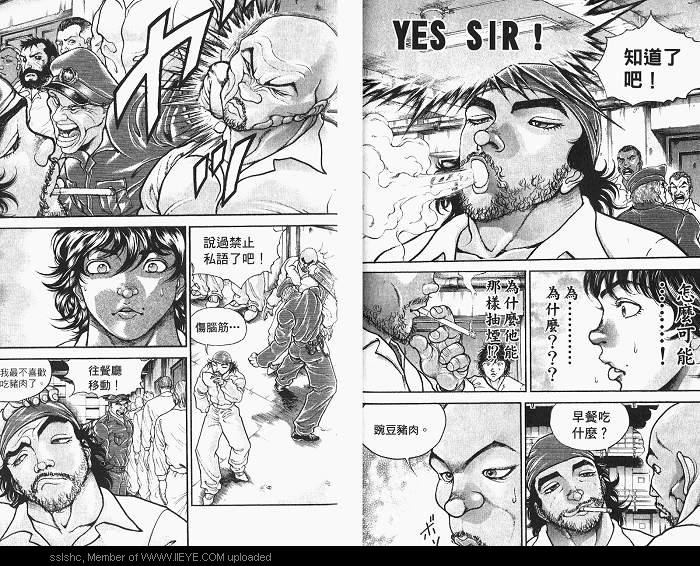 YES SIR!
知道了
吧！
怎麼可能
………！
為………
為什麼？？？
為什麼他能
那樣抽煙!?
早餐吃
什麼？
豌豆豬肉。
ボソッ
說過禁止
私語了吧！
傷腦筋…
往餐廳
移動！
我最不喜歡
吃豬肉了。
sslshc, Member of WWW.IIEYE.COM uploaded